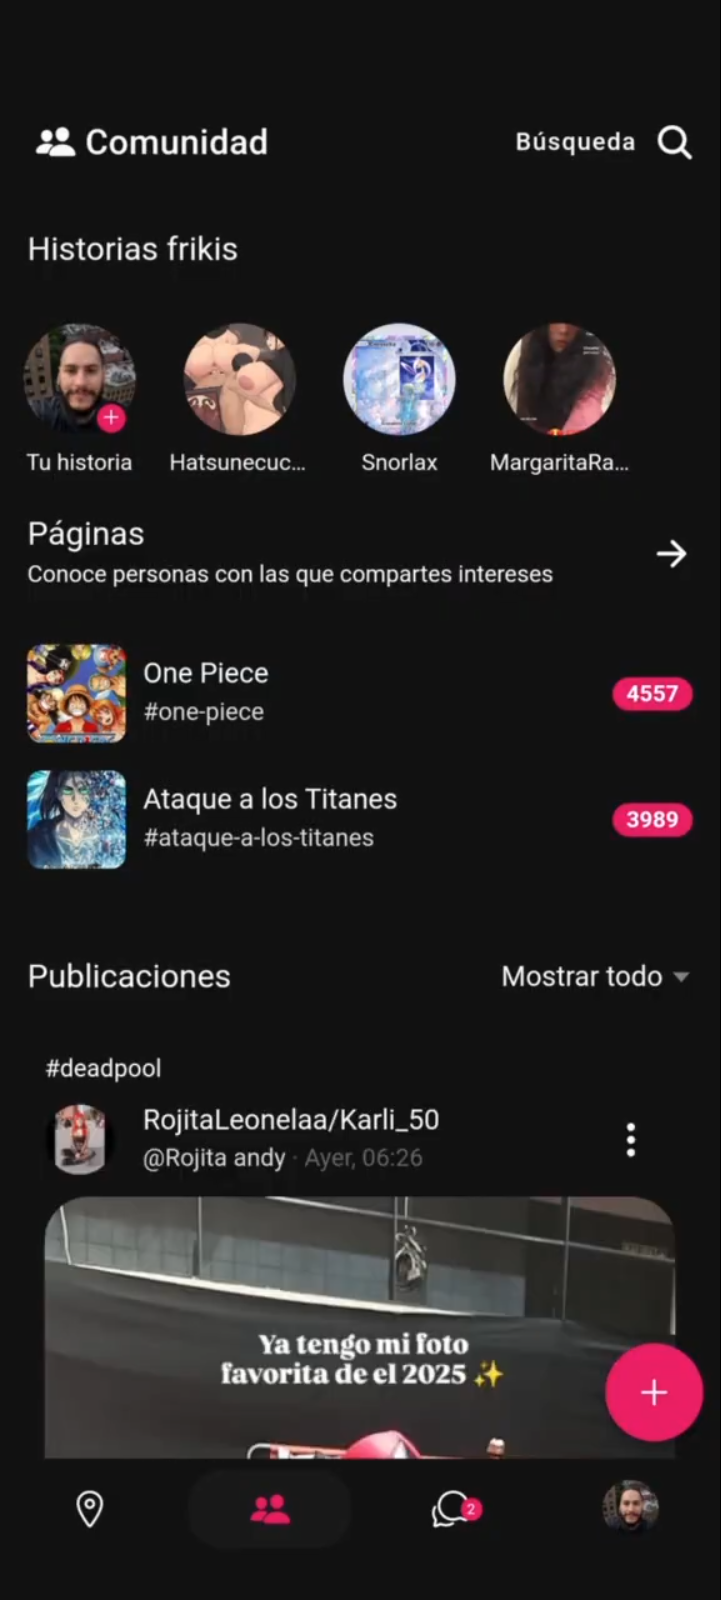 Comunidad
Búsqueda
Historias frikis
Tu historia
Hatsunecuc...
Snorlax
MargaritaRa...
Páginas
Conoce personas con las que compartes intereses
One Piece
4557
#one-piece
Ataque a los Titanes
3989
#ataque-a-los-titanes
Publicaciones
Mostrar todo
#deadpool
RojitaLeonelaa/Karli_50
@Rojita andy · Ayer, 06:26
Ya tengo mi foto
favorita de el 2025 ✨
2